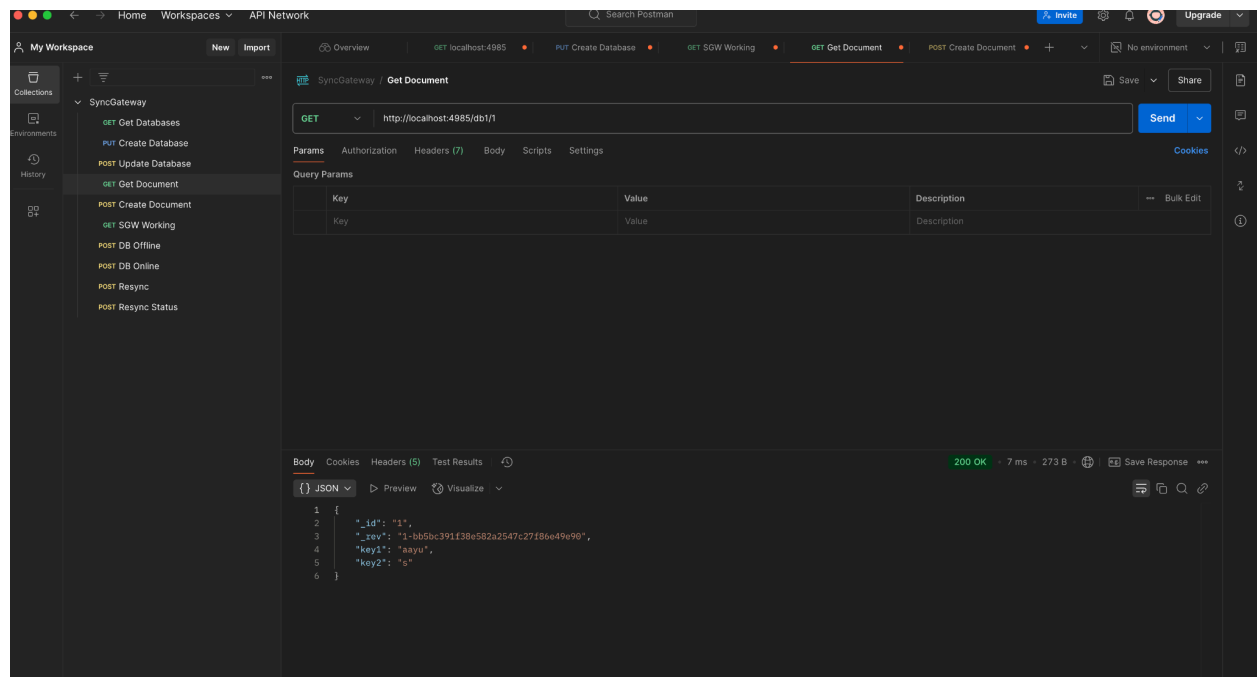 Home Workspaces API Network Search Postman Invite Upgrade
My Workspace New Import Overview GET localhost:4985 PUT Create Database GET SGW Working GET Get Document POST Create Document No environment
Collections
Environments
History
SyncGateway
GET Get Databases
PUT Create Database
POST Update Database
GET Get Document
POST Create Document
GET SGW Working
POST DB Offline
POST DB Online
POST Resync
POST Resync Status
HTTP SyncGateway / Get Document Save Share
GET http://localhost:4985/db1/1 Send
Params Authorization Headers (7) Body Scripts Settings Cookies
Query Params
Key Value Description Bulk Edit
Key Value Description
Body Cookies Headers (5) Test Results 200 OK 7 ms 273 B Save Response
{} JSON Preview Visualize
1 {
2 "_id": "1",
3 "_rev": "1-bb5bc391f38e582a2547c27f86e49e90",
4 "key1": "aayu",
5 "key2": "s"
6 }